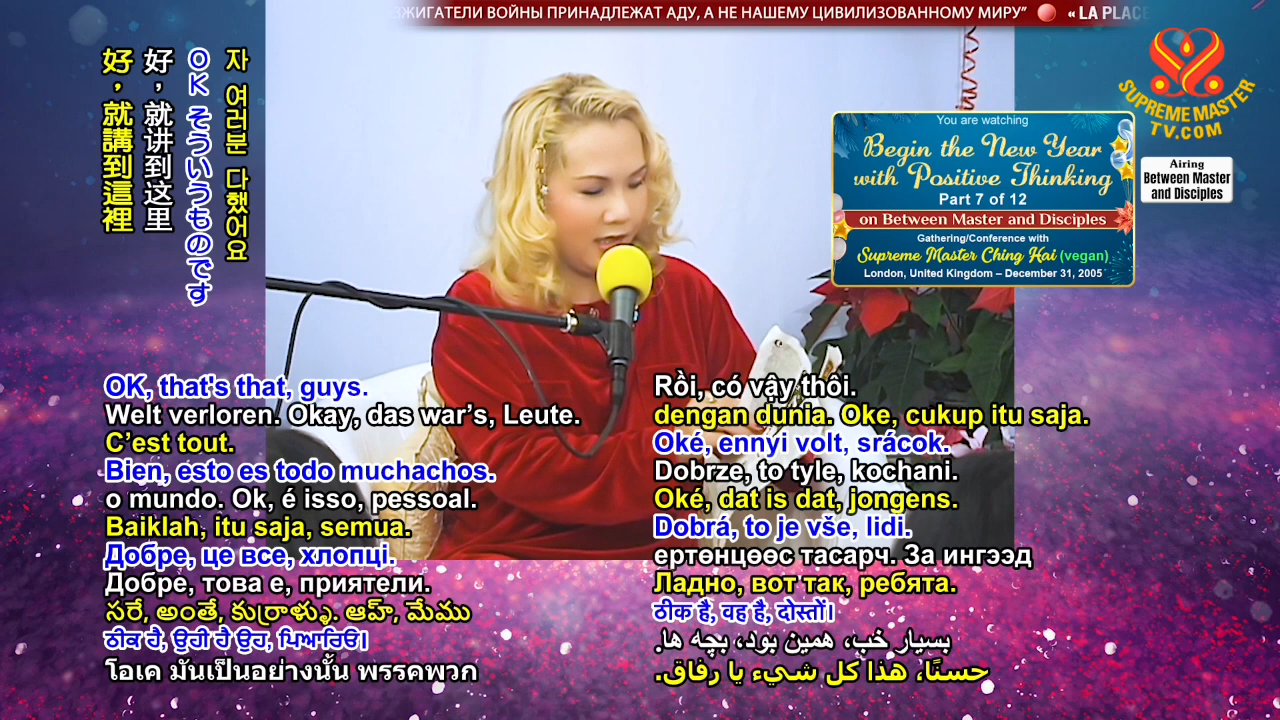 АЗЖИГАТЕЛИ ВОЙНЫ ПРИНАДЛЕЖАТ АДУ, А НЕ НАШЕМУ ЦИВИЛИЗОВАННОМУ МИРУ” « LA PLACE
SUPREME MASTER
TV.COM
Airing
Between Master
and Disciples
You are watching
Begin the New Year
with Positive Thinking
Part 7 of 12
on Between Master and Disciples
Gathering/Conference with
Supreme Master Ching Hai (vegan)
London, United Kingdom – December 31, 2005
자 여러분 다했어요
OK そういうものです
好，就讲到这里
好，就講到這裡
OK, that's that, guys.
Welt verloren. Okay, das war’s, Leute.
C’est tout.
Bien, esto es todo muchachos.
o mundo. Ok, é isso, pessoal.
Baiklah, itu saja, semua.
Добре, це все, хлопці.
Добре, това е, приятели.
సరే, అంతే, కుర్రాళ్ళు. ఆహ్, మేము
ਠੀਕ ਹੈ, ਉਹੀ ਹੈ ਉਹ, ਪਿਆਰਿਓ।
โอเค มันเป็นอย่างนั้น พรรคพวก
Rồi, có vậy thôi.
dengan dunia. Oke, cukup itu saja.
Oké, ennyi volt, srácok.
Dobrze, to tyle, kochani.
Oké, dat is dat, jongens.
Dobrá, to je vše, lidi.
ертөнцөөс тасарч. За ингээд
Ладно, вот так, ребята.
ठीक है, वह है, दोस्तों।
بسیار خب، همین بود، بچه ها.
حسنًا، هذا كل شيء يا رفاق.